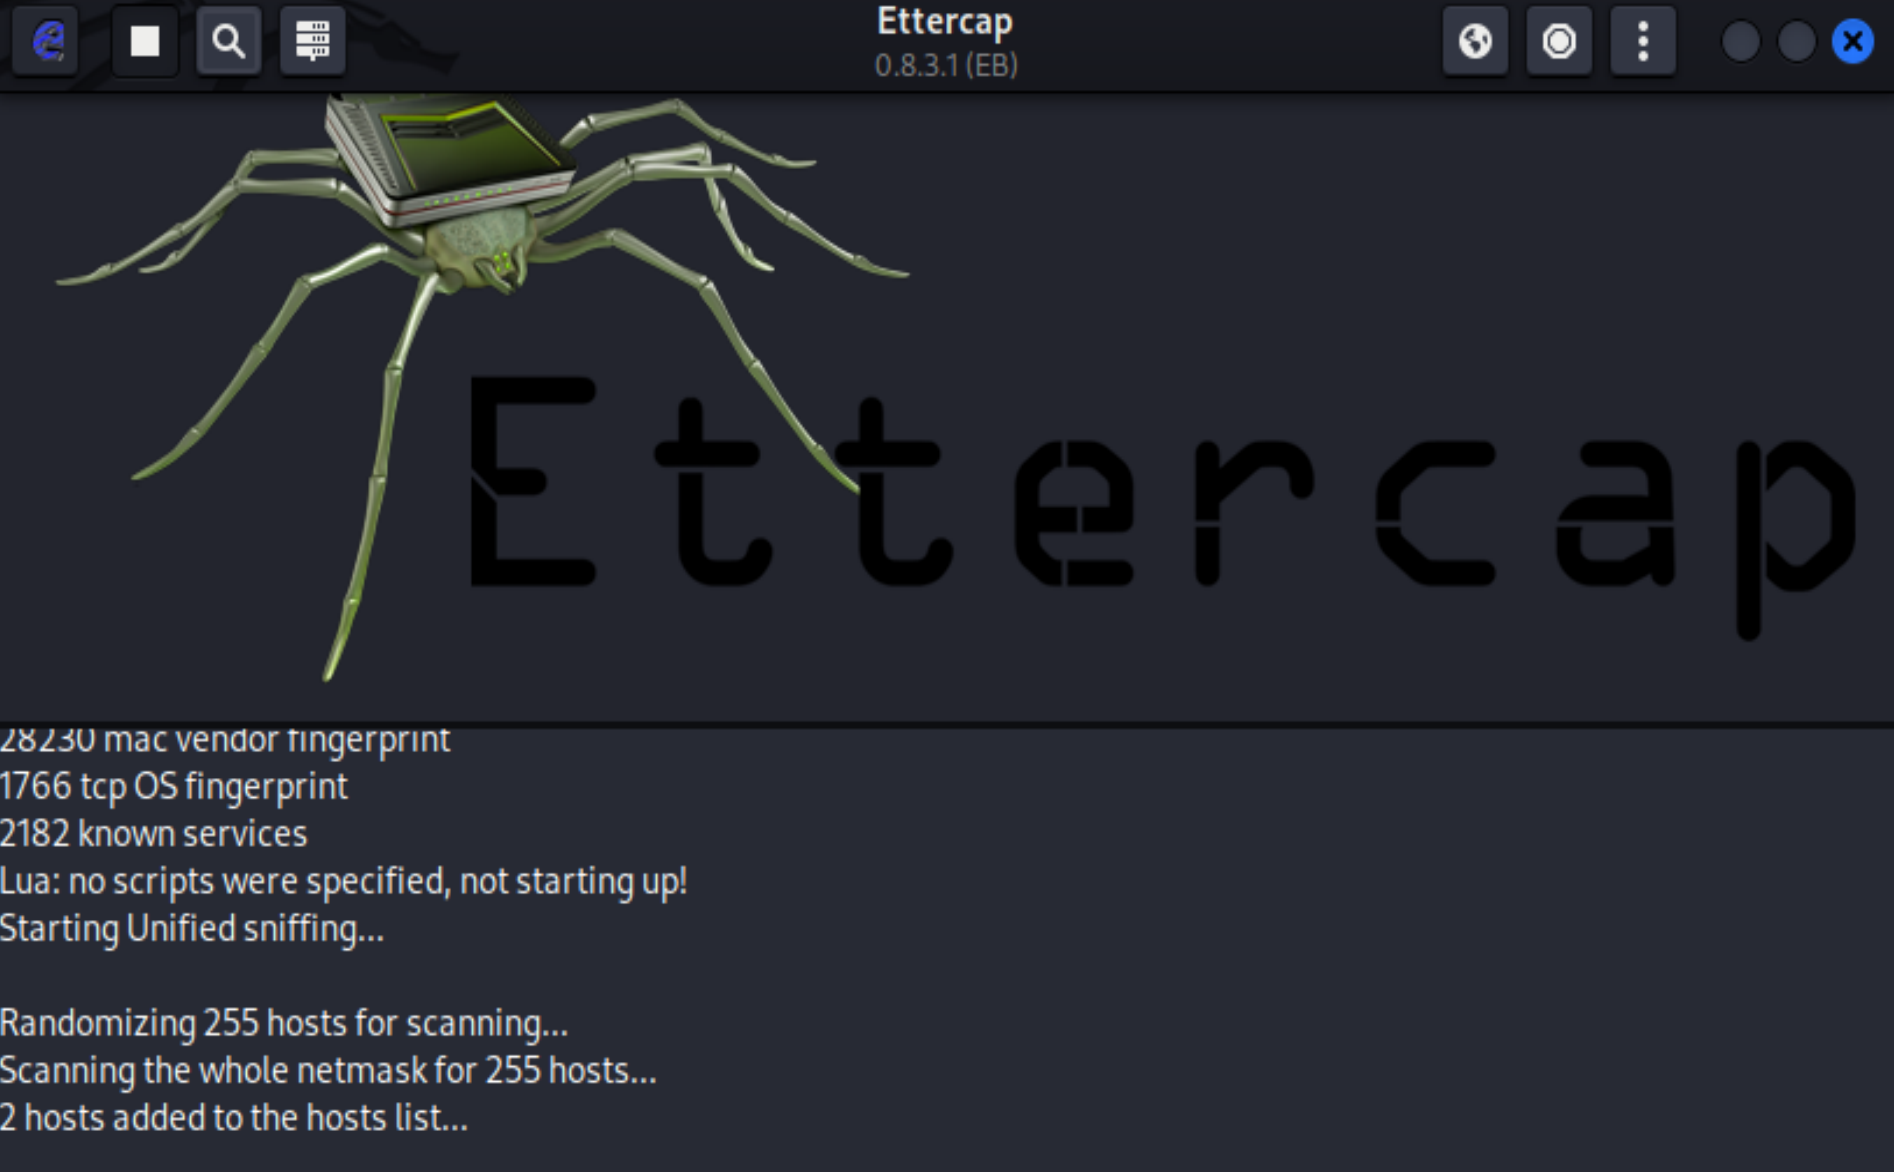 Ettercap
0.8.3.1 (EB)
Ettercap
28230 mac vendor fingerprint
1766 tcp OS fingerprint
2182 known services
Lua: no scripts were specified, not starting up!
Starting Unified sniffing...
Randomizing 255 hosts for scanning...
Scanning the whole netmask for 255 hosts...
2 hosts added to the hosts list...